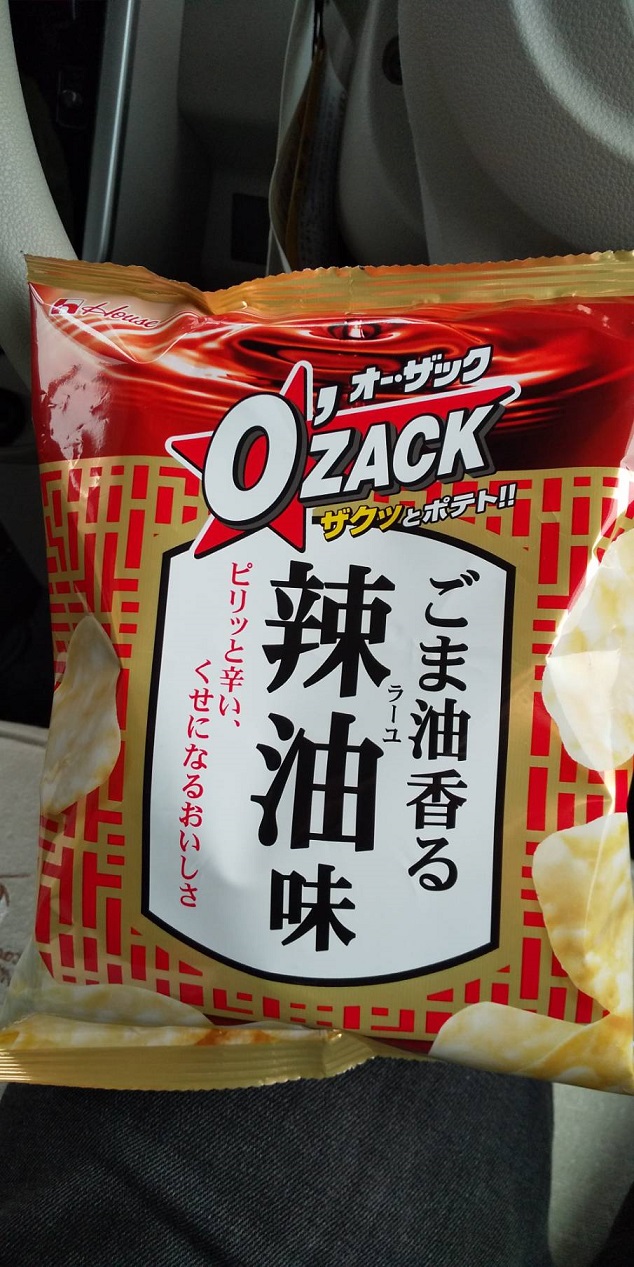 House
オー・ザック
O'ZACK
ザクッとポテト!!
ごま油香る
辣油味
ラーユ
ピリッと辛い、
くせになるおいしさ